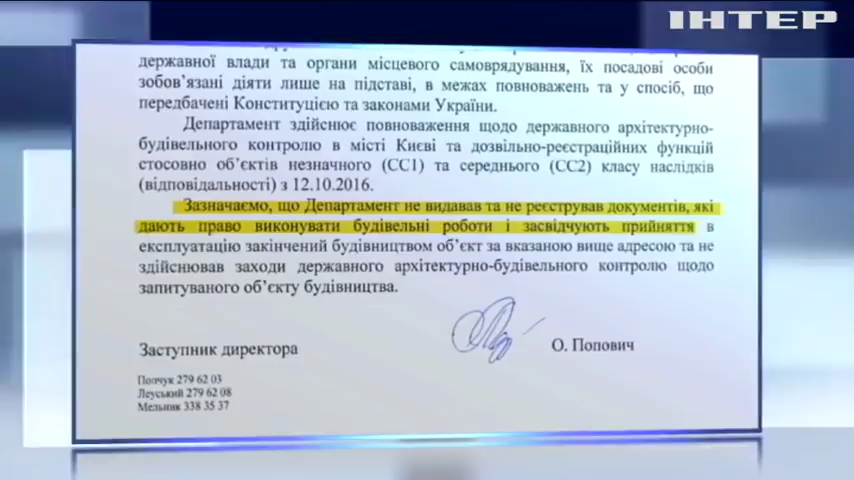 ІНТЕР
державної влади та органи місцевого самоврядування, їх посадові особи
зобов’язані діяти лише на підставі, в межах повноважень та у спосіб, що
передбачені Конституцією та законами України.
Департамент здійснює повноваження щодо державного архітектурно-
будівельного контролю в місті Києві та дозвільно-реєстраційних функцій
стосовно об’єктів незначного (СС1) та середнього (СС2) класу наслідків
(відповідальності) з 12.10.2016.
Зазначаємо, що Департамент не видавав та не реєстрував документів, які
дають право виконувати будівельні роботи і засвідчують прийняття в
експлуатацію закінчений будівництвом об’єкт за вказаною вище адресою та не
здійснював заходи державного архітектурно-будівельного контролю щодо
запитуваного об’єкту будівництва.
Заступник директора
О. Попович
Полчук 279 62 03
Леуський 279 62 08
Мельник 338 35 37